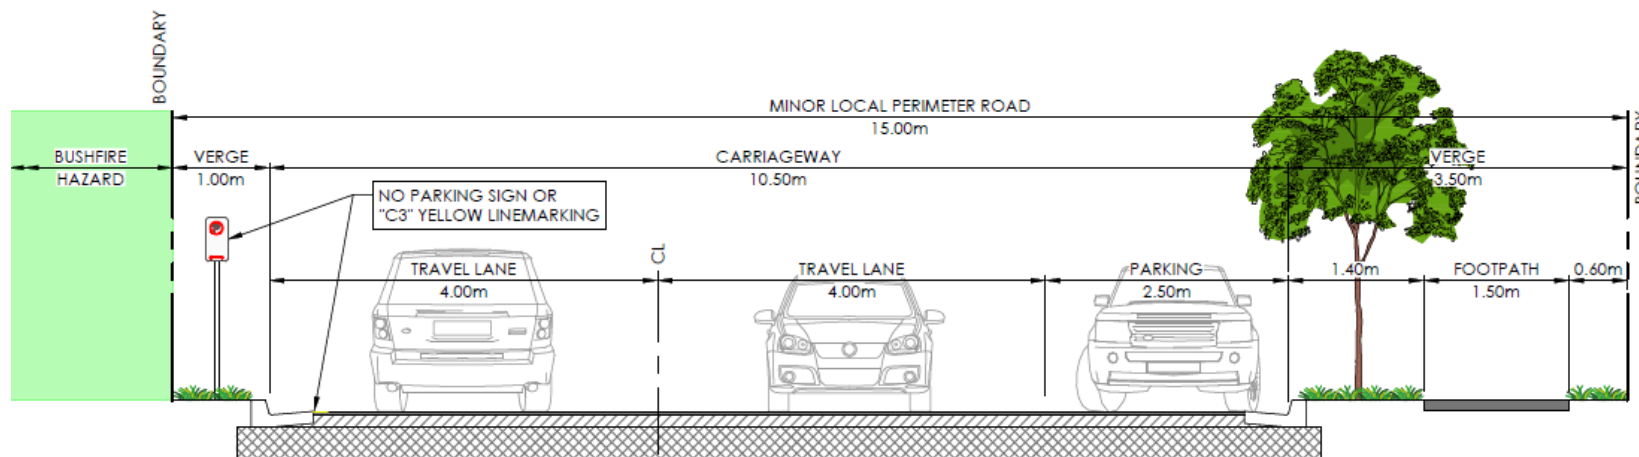 BOUNDARY
MINOR LOCAL PERIMETER ROAD
15.00m
BOUNDARY
BUSHFIRE
HAZARD
VERGE
1.00m
CARRIAGEWAY
10.50m
VERGE
3.50m
NO PARKING SIGN OR
"C3" YELLOW LINEMARKING
CL
TRAVEL LANE
4.00m
TRAVEL LANE
4.00m
PARKING
2.50m
1.40m
FOOTPATH
1.50m
0.60m